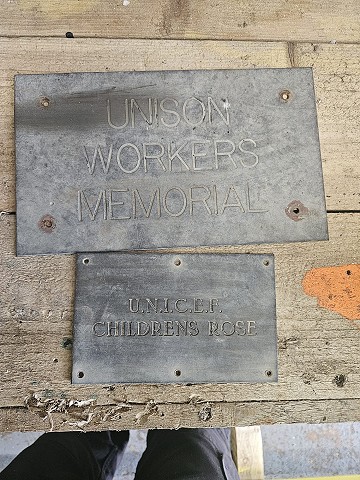 UNISON
WORKERS
MEMORIAL
U.N.I.C.E.F.
CHILDRENS ROSE